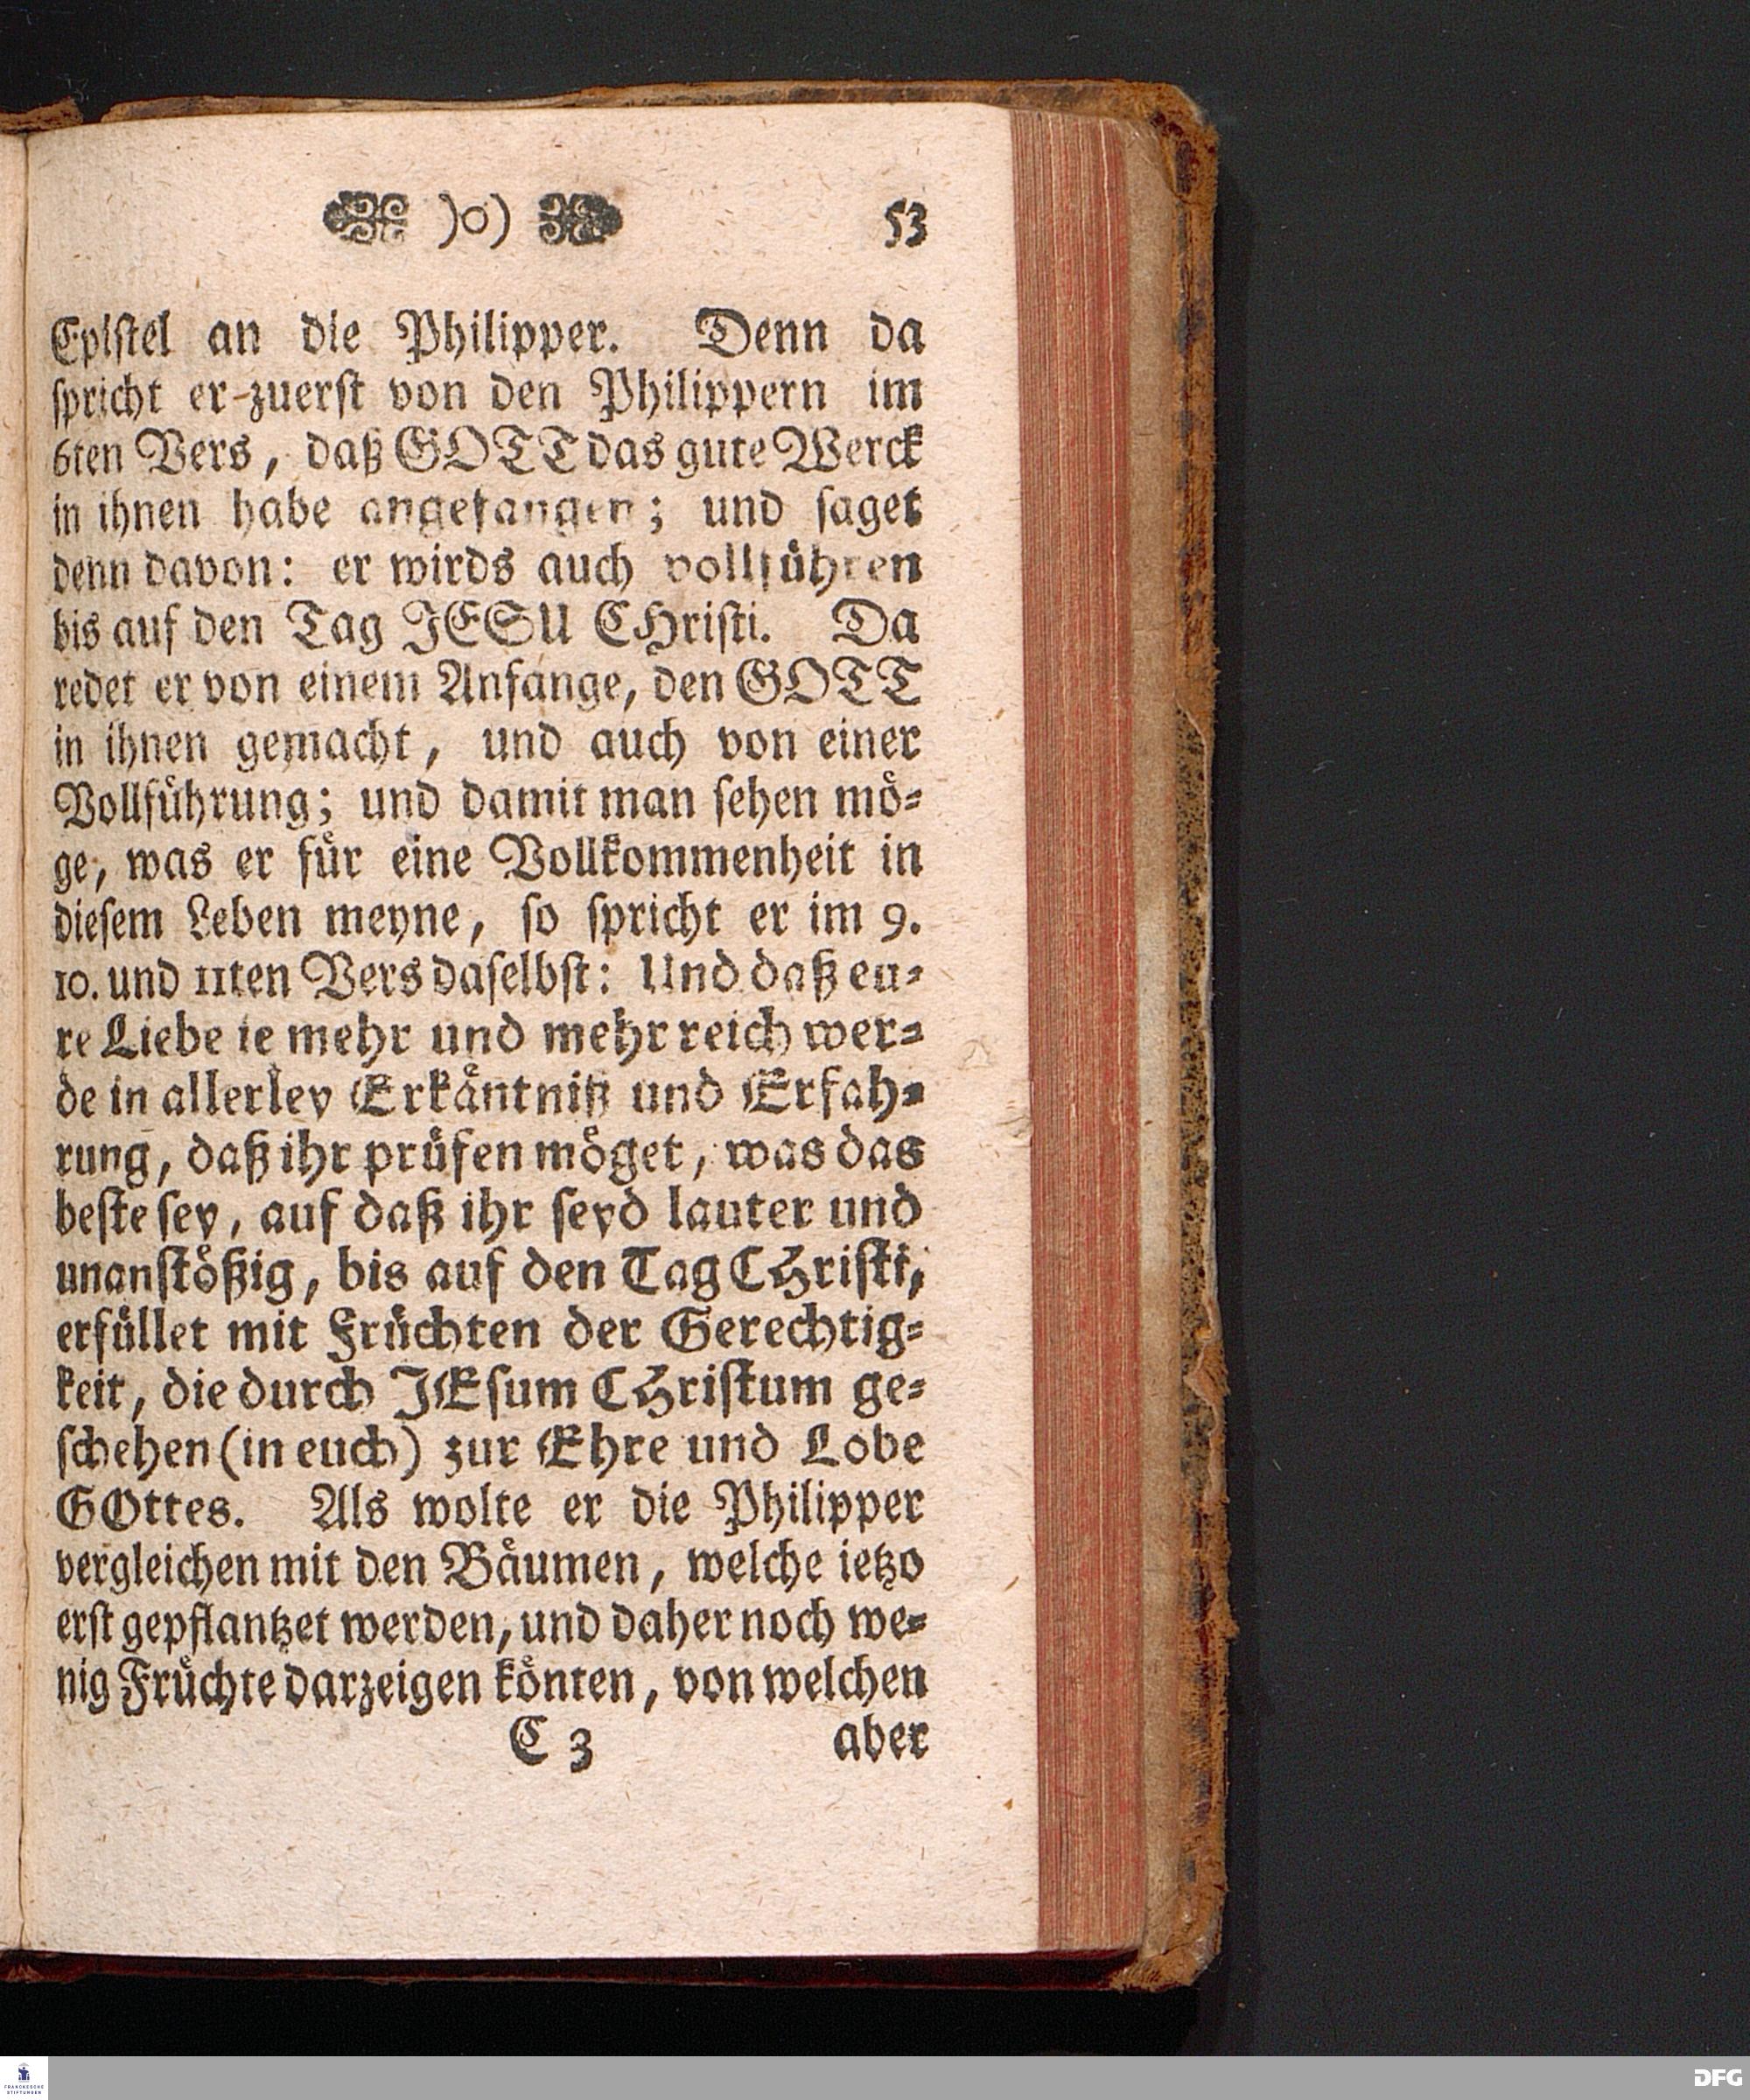 )o( 53
Epistel an die Philipper. Denn da
spricht er zuerst von den Philippern im
6ten Vers, daß GOTT das gute Werck
in ihnen habe angefangen; und saget
denn davon: er wirds auch vollführen
bis auf den Tag JESU CHristi. Da
redet er von einem Anfange, den GOTT
in ihnen gemacht, und auch von einer
Vollführung; und damit man sehen mö-
ge, was er für eine Vollkommenheit in
diesem Leben meyne, so spricht er im 9.
10. und 11ten Vers daselbst: Und daß eu-
re Liebe ie mehr und mehr reich wer-
de in allerley Erkäntniß und Erfah-
rung, daß ihr prüfen möget, was das
beste sey, auf daß ihr seyd lauter und
unanstößig, bis auf den Tag CHristi,
erfüllet mit Früchten der Gerechtig-
keit, die durch JEsum CHristum ge-
schehen (in euch) zur Ehre und Lobe
GOttes. Als wolte er die Philipper
vergleichen mit den Bäumen, welche ietzo
erst gepflantzet werden, und daher noch we-
nig Früchte darzeigen könten, von welchen
C 3 aber
FRANCKESCHE
STIFTUNGEN
DFG